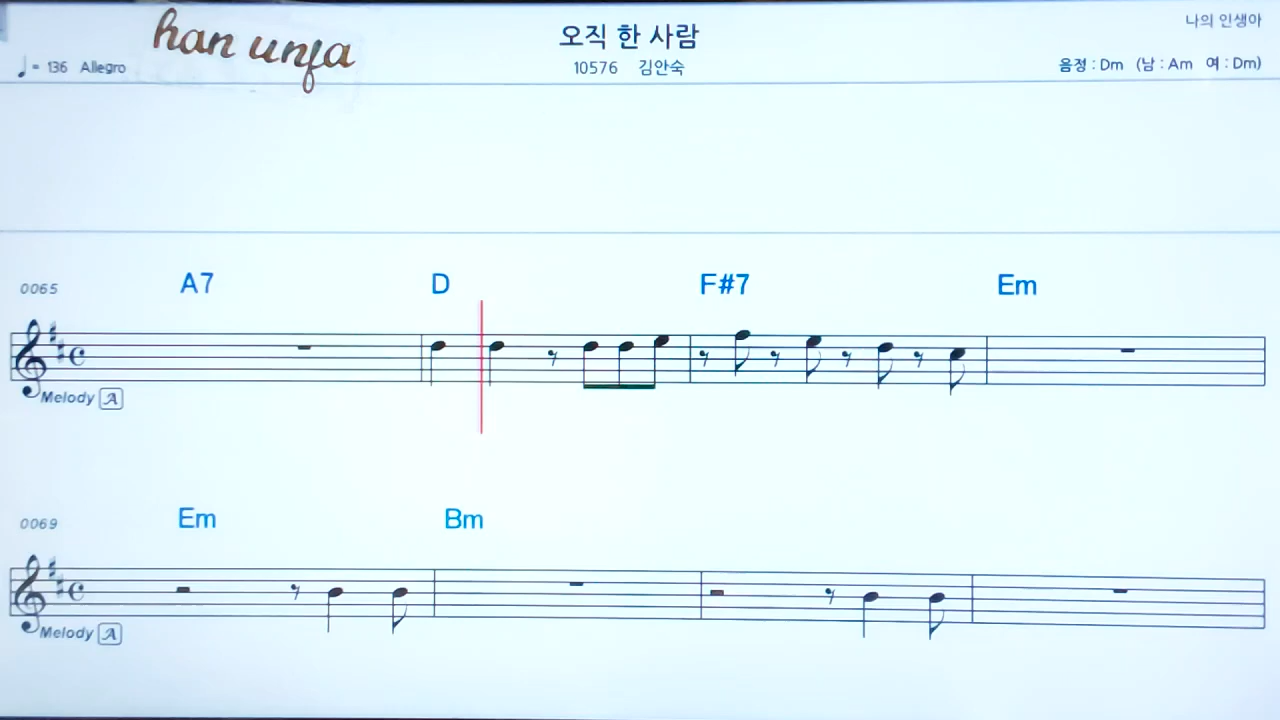 han unfa
오직 한 사람
나의 인생아
♩= 136 Allegro
10576 김안숙
음정 : Dm (남 : Am 여 : Dm)
A7 D F#7 Em
0065
Melody A
Em Bm
0069
Melody A